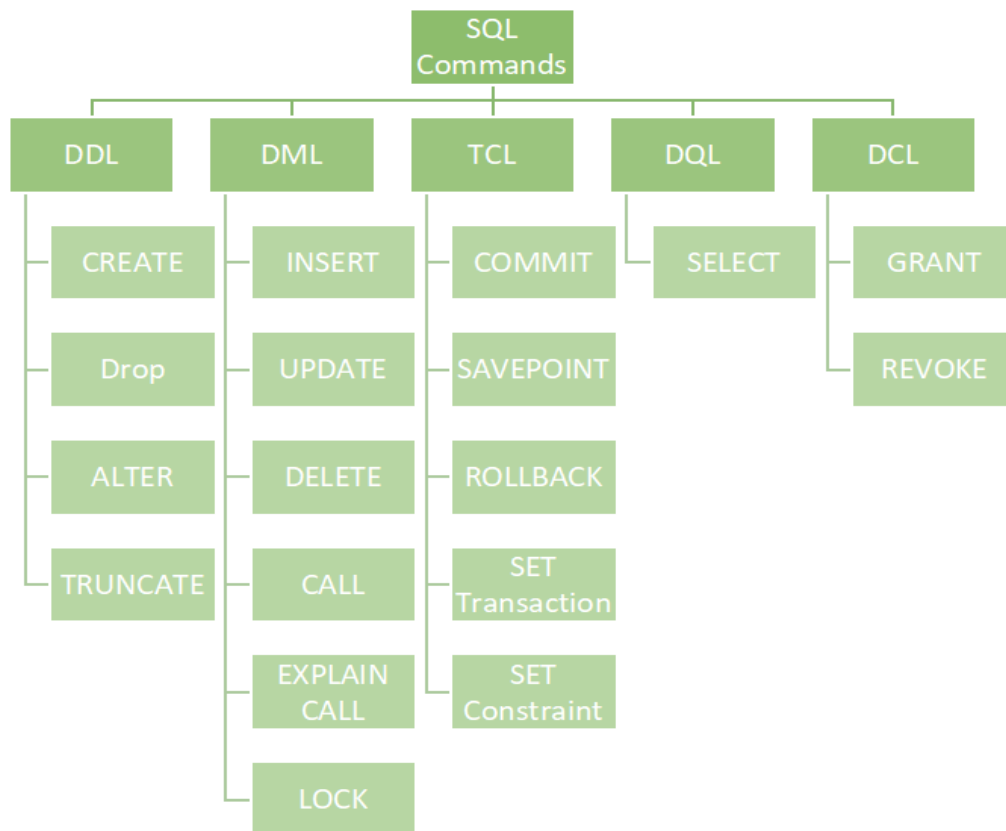 SQL
Commands
DDL
DML
TCL
DQL
DCL
CREATE
INSERT
COMMIT
SELECT
GRANT
Drop
UPDATE
SAVEPOINT
REVOKE
ALTER
DELETE
ROLLBACK
TRUNCATE
CALL
SET
Transaction
EXPLAIN
CALL
SET
Constraint
LOCK